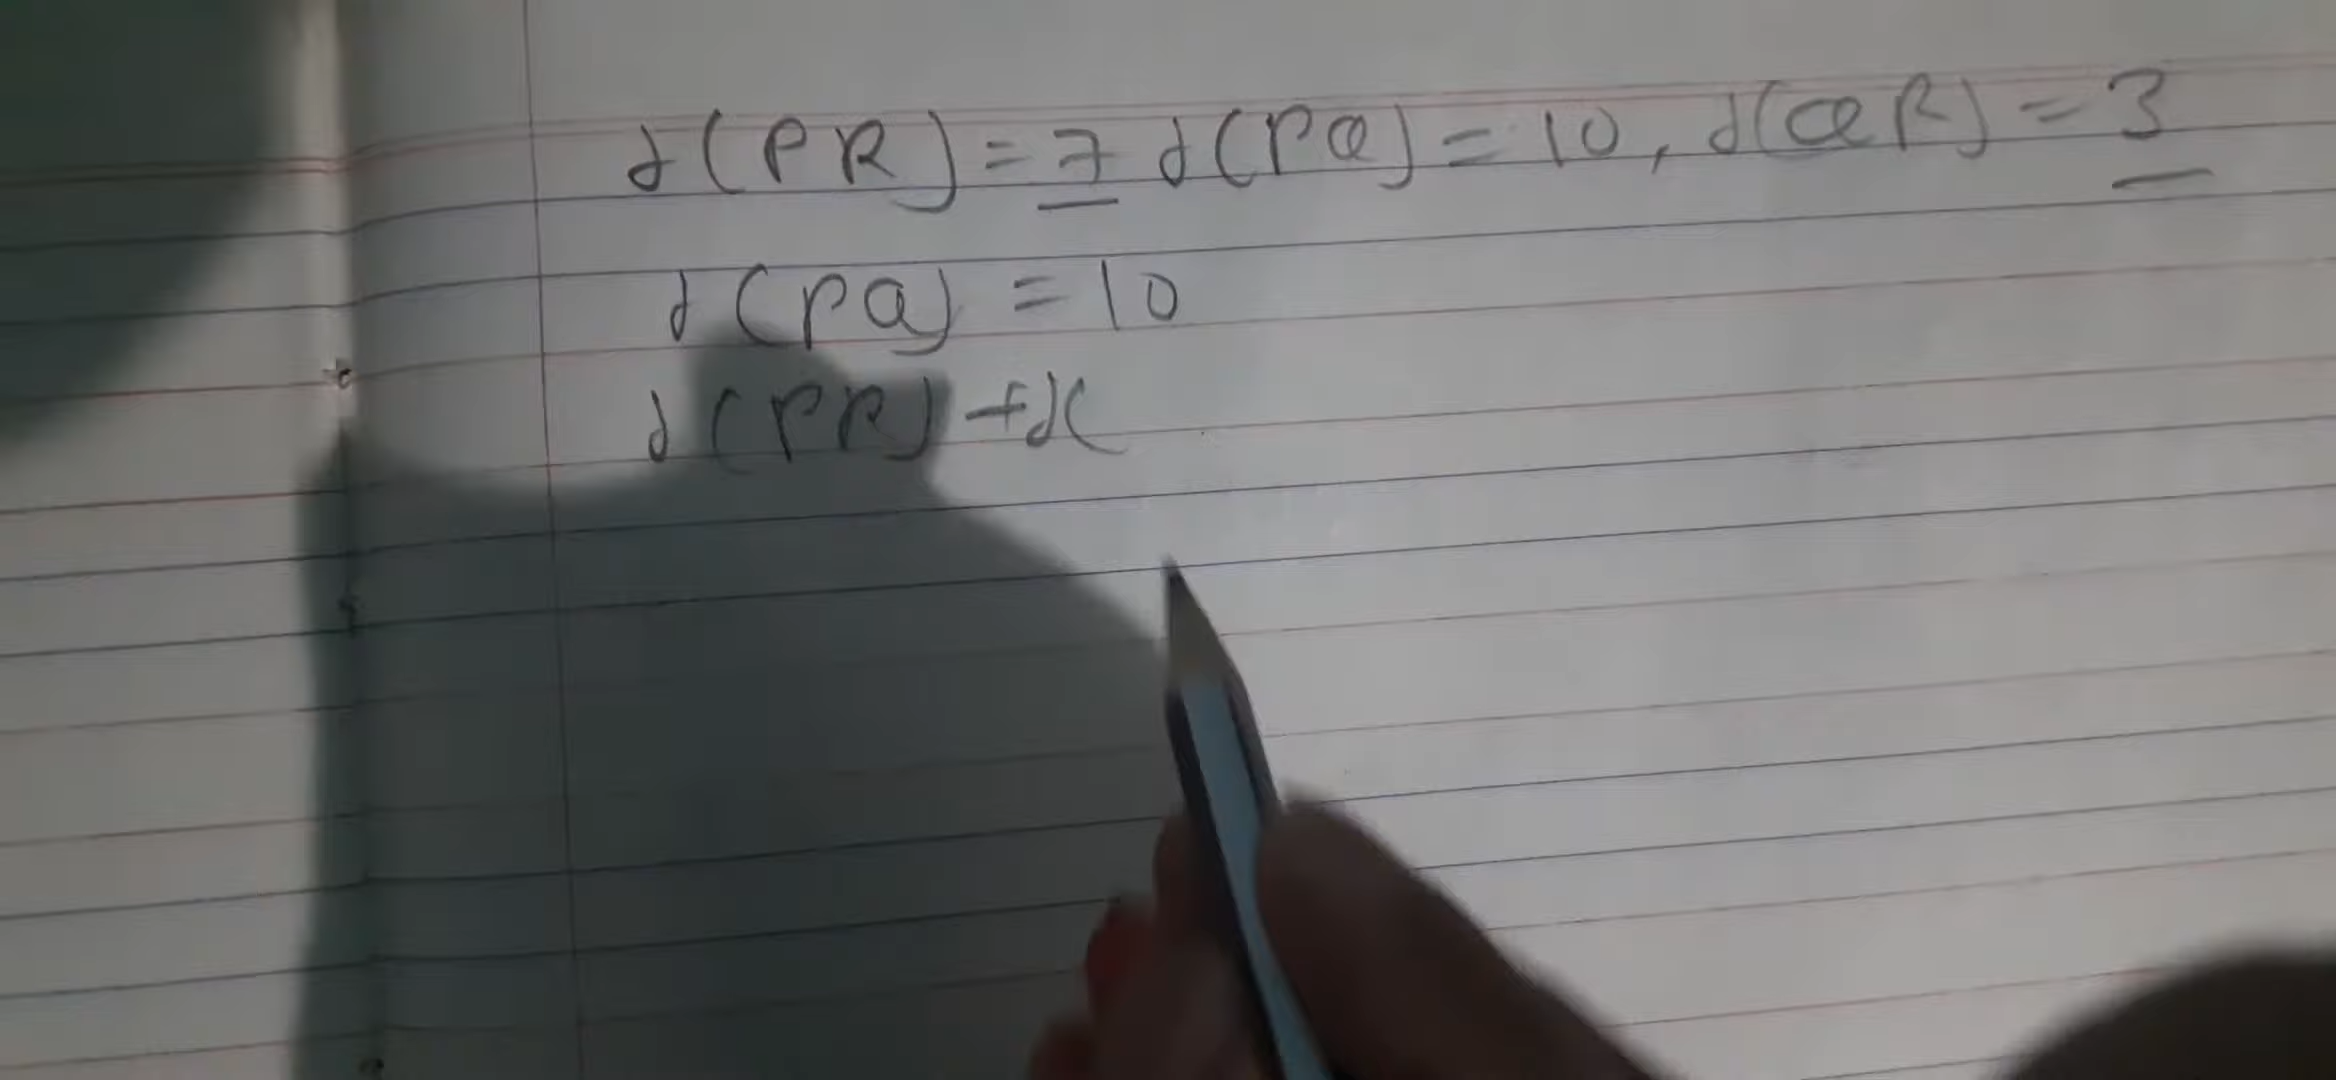 d(PR) = 7 d(PQ) = 10, d(QR) = 3
d(PQ) = 10
d(PR) + d(